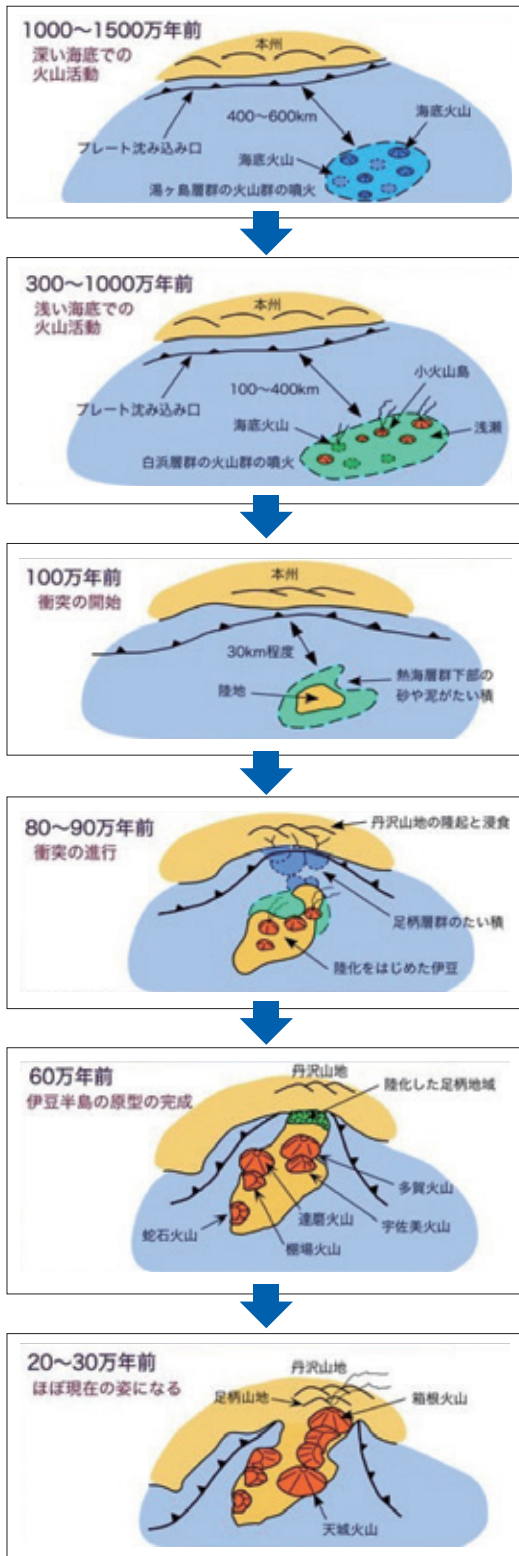 1000〜1500万年前
深い海底での
火山活動
本州
400〜600km
海底火山
プレート沈み込み口
海底火山
湯ヶ島層群の火山群の噴火
300〜1000万年前
浅い海底での
火山活動
本州
100〜400km
小火山島
プレート沈み込み口
海底火山
浅瀬
白浜層群の火山群の噴火
100万年前
衝突の開始
本州
30km程度
陸地
熱海層群下部の
砂や泥がたい積
80〜90万年前
衝突の進行
丹沢山地の隆起と浸食
足柄層群のたい積
陸化をはじめた伊豆
60万年前
伊豆半島の原型の完成
丹沢山地
陸化した足柄地域
多賀火山
達磨火山
宇佐美火山
蛇石火山
棚場火山
20〜30万年前
ほぼ現在の姿になる
丹沢山地
足柄山地
箱根火山
天城火山